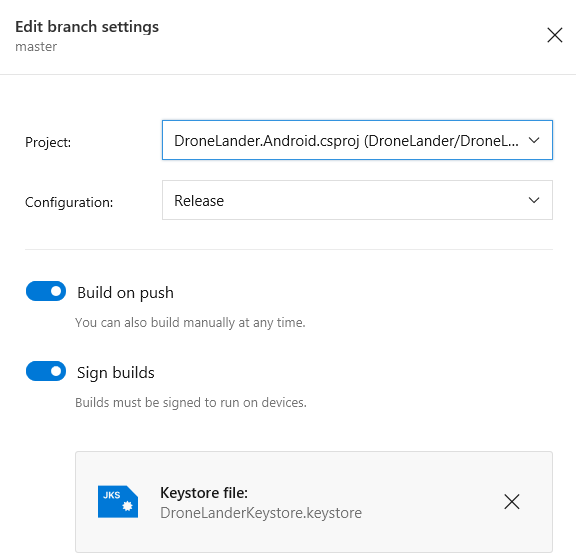 Edit branch settings
master
Project: DroneLander.Android.csproj (DroneLander/DroneL...
Configuration: Release
Build on push
You can also build manually at any time.
Sign builds
Builds must be signed to run on devices.
JKS
Keystore file:
DroneLanderKeystore.keystore